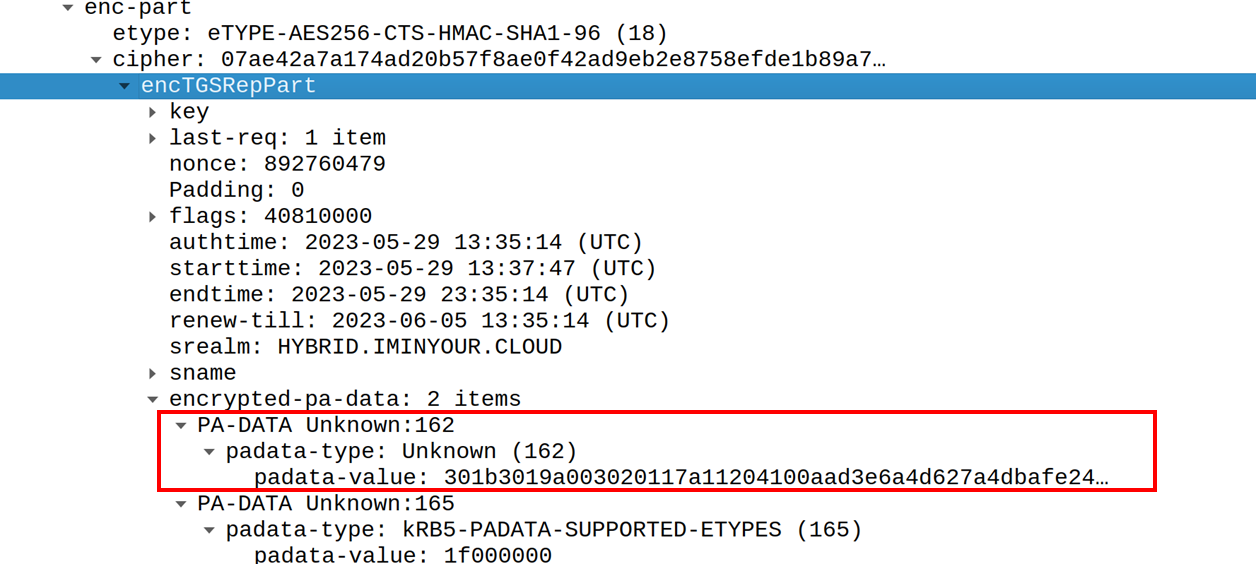 enc-part
etype: eTYPE-AES256-CTS-HMAC-SHA1-96 (18)
cipher: 07ae42a7a174ad20b57f8ae0f42ad9eb2e8758efde1b89a7…
encTGSRepPart
key
last-req: 1 item
nonce: 892760479
Padding: 0
flags: 40810000
authtime: 2023-05-29 13:35:14 (UTC)
starttime: 2023-05-29 13:37:47 (UTC)
endtime: 2023-05-29 23:35:14 (UTC)
renew-till: 2023-06-05 13:35:14 (UTC)
srealm: HYBRID.IMINYOUR.CLOUD
sname
encrypted-pa-data: 2 items
PA-DATA Unknown:162
padata-type: Unknown (162)
padata-value: 301b3019a003020117a11204100aad3e6a4d627a4dbafe24…
PA-DATA Unknown:165
padata-type: kRB5-PADATA-SUPPORTED-ETYPES (165)
padata-value: 1f000000